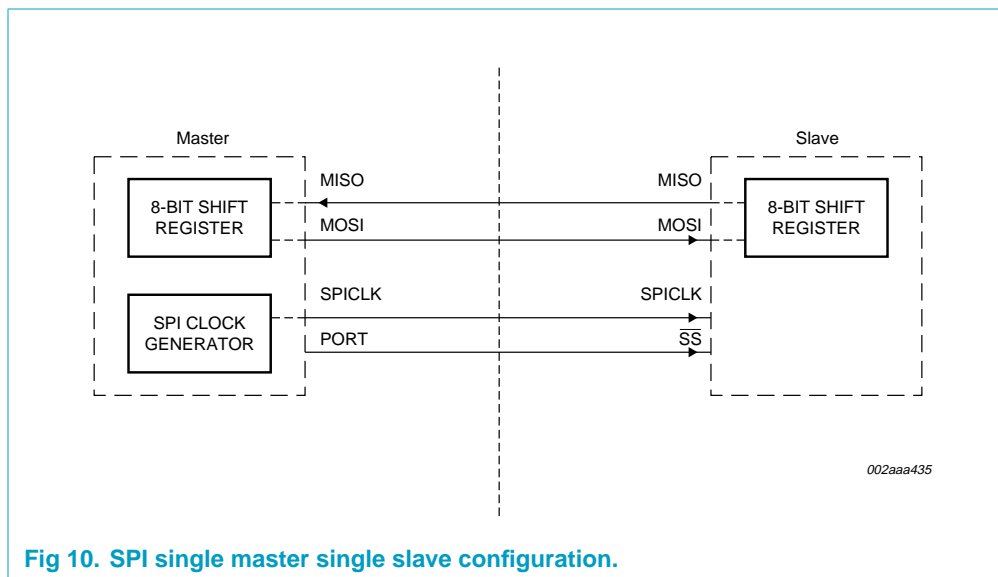 Master
Slave
8-BIT SHIFT
REGISTER
MISO
MISO
8-BIT SHIFT
REGISTER
MOSI
MOSI
SPI CLOCK
GENERATOR
SPICLK
SPICLK
PORT
S̅S̅
002aaa435
Fig 10. SPI single master single slave configuration.